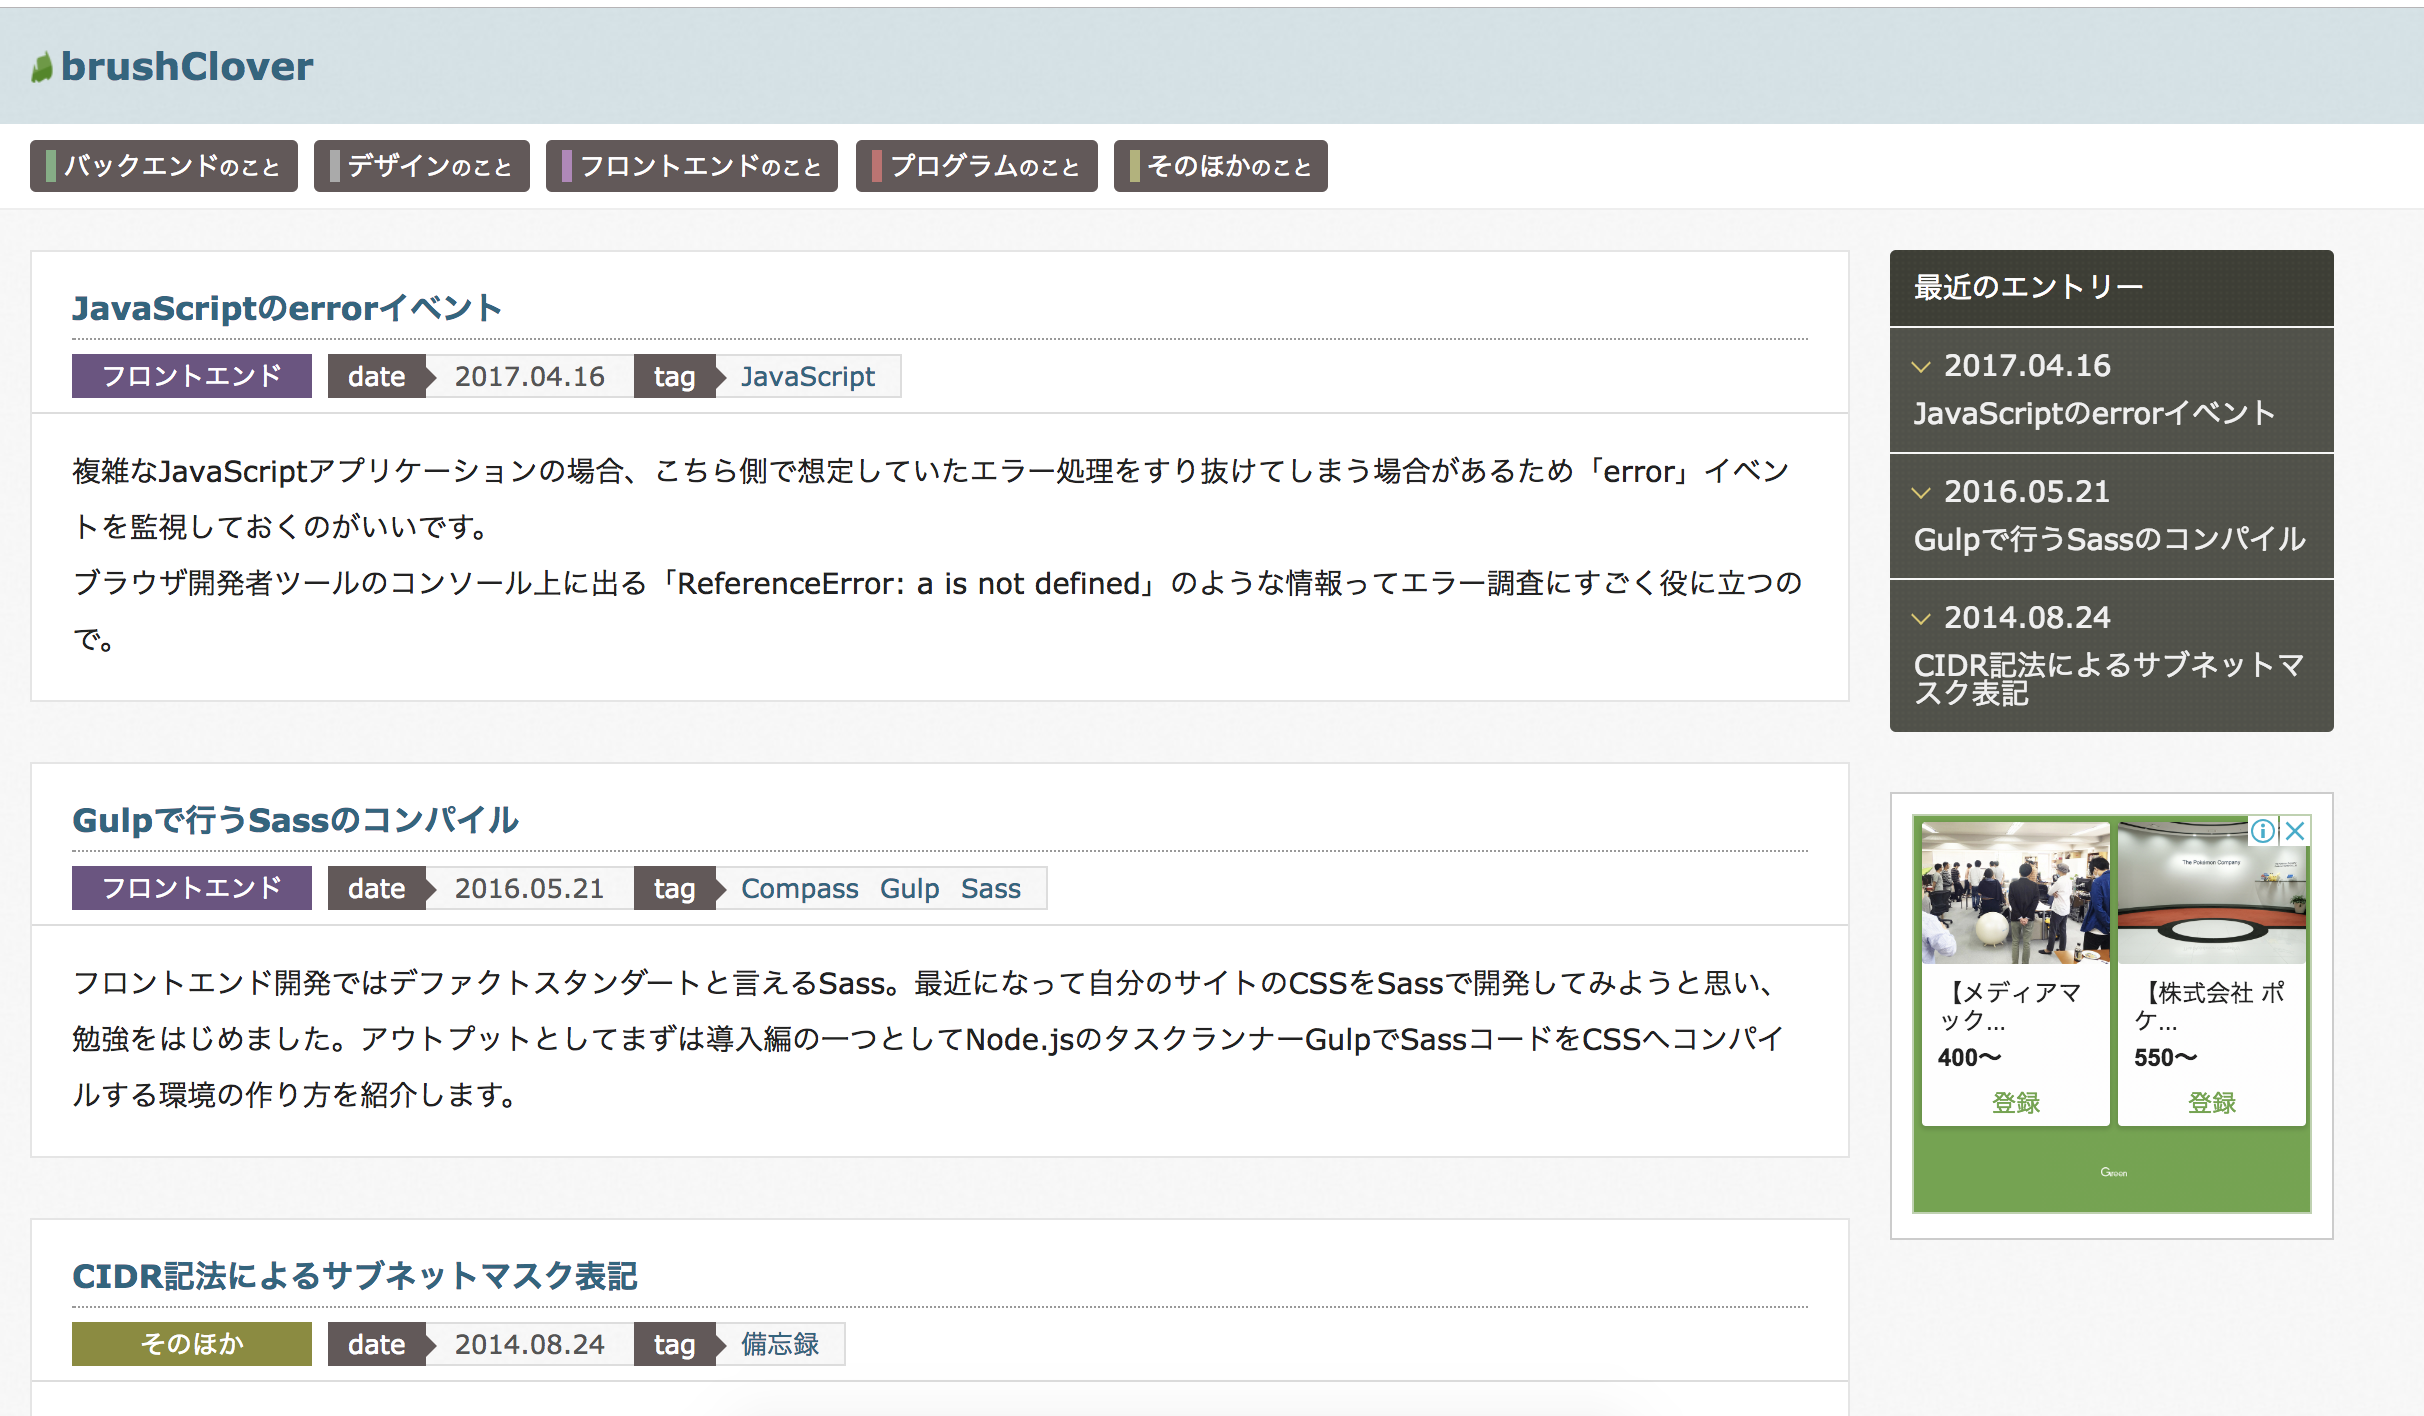 brushClover
バックエンドのこと
デザインのこと
フロントエンドのこと
プログラムのこと
そのほかのこと
JavaScriptのerrorイベント
フロントエンド date 2017.04.16 tag JavaScript
複雑なJavaScriptアプリケーションの場合、こちら側で想定していたエラー処理をすり抜けてしまう場合があるため「error」イベン
トを監視しておくのがいいです。
ブラウザ開発者ツールのコンソール上に出る「ReferenceError: a is not defined」のような情報ってエラー調査にすごく役に立つの
で。
Gulpで行うSassのコンパイル
フロントエンド date 2016.05.21 tag Compass Gulp Sass
フロントエンド開発ではデファクトスタンダートと言えるSass。最近になって自分のサイトのCSSをSassで開発してみようと思い、
勉強をはじめました。アウトプットとしてまずは導入編の一つとしてNode.jsのタスクランナーGulpでSassコードをCSSへコンパイ
ルする環境の作り方を紹介します。
CIDR記法によるサブネットマスク表記
そのほか date 2014.08.24 tag 備忘録
最近のエントリー
2017.04.16
JavaScriptのerrorイベント
2016.05.21
Gulpで行うSassのコンパイル
2014.08.24
CIDR記法によるサブネットマ
スク表記
The Pokémon Company
【メディアマ
ック...
400〜
登録
【株式会社 ポ
ケ...
550〜
登録
Green